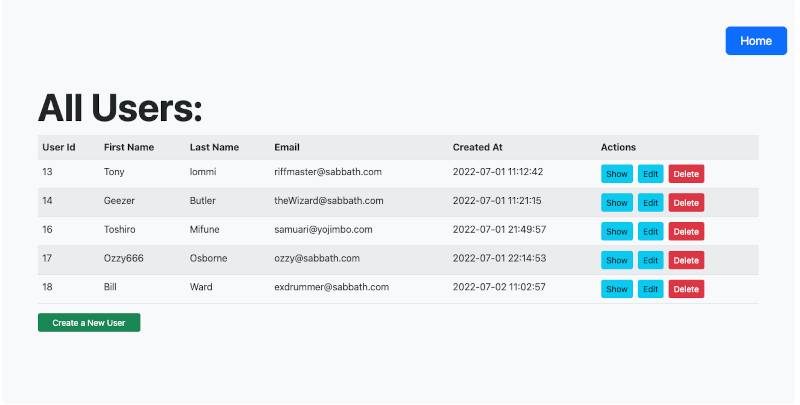 Home
All Users:
User Id First Name Last Name Email Created At Actions
13 Tony Iommi riffmaster@sabbath.com 2022-07-01 11:12:42 Show Edit Delete
14 Geezer Butler theWizard@sabbath.com 2022-07-01 11:21:15 Show Edit Delete
16 Toshiro Mifune samuari@yojimbo.com 2022-07-01 21:49:57 Show Edit Delete
17 Ozzy666 Osborne ozzy@sabbath.com 2022-07-01 22:14:53 Show Edit Delete
18 Bill Ward exdrummer@sabbath.com 2022-07-02 11:02:57 Show Edit Delete
Create a New User